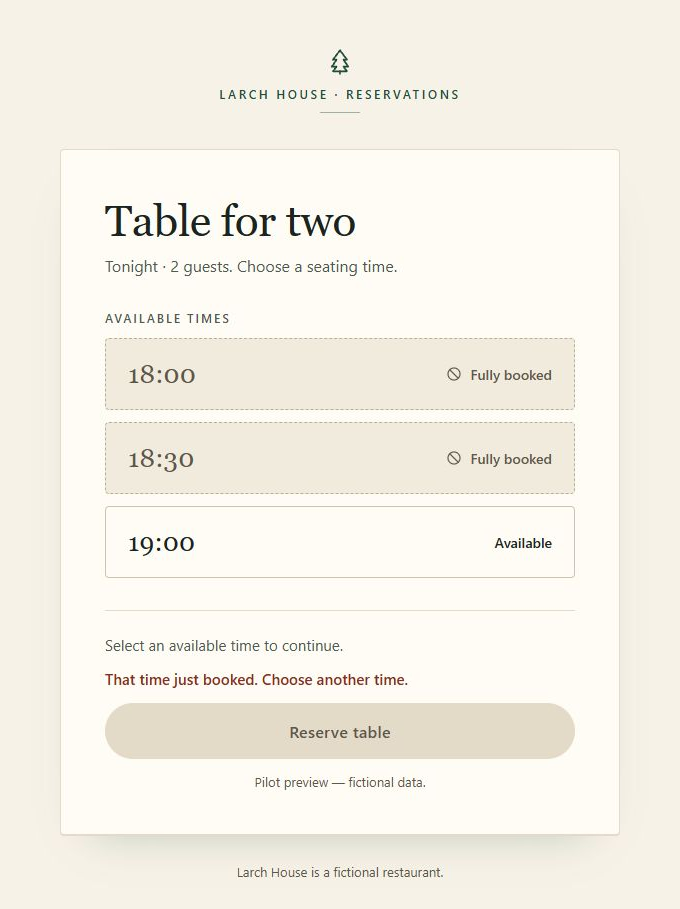 LARCH HOUSE · RESERVATIONS
Table for two
Tonight · 2 guests. Choose a seating time.
AVAILABLE TIMES
18:00 Fully booked
18:30 Fully booked
19:00 Available
Select an available time to continue.
That time just booked. Choose another time.
Reserve table
Pilot preview — fictional data.
Larch House is a fictional restaurant.